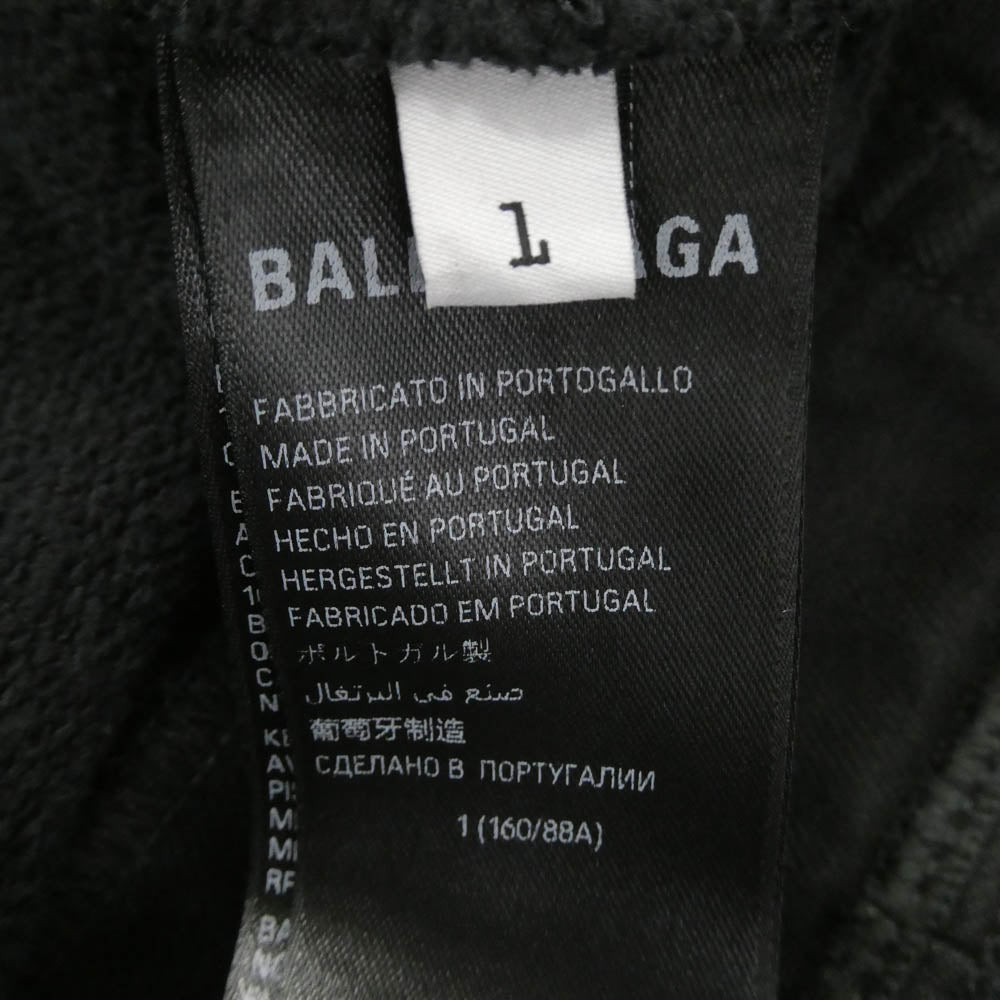 1
BAL AGA
FABBRICATO IN PORTOGALLO
MADE IN PORTUGAL
FABRIQUÉ AU PORTUGAL
HECHO EN PORTUGAL
HERGESTELLT IN PORTUGAL
FABRICADO EM PORTUGAL
ポルトガル製
صنع في البرتغال
葡萄牙制造
СДЕЛАНО В ПОРТУГАЛИИ
1 (160/88A)